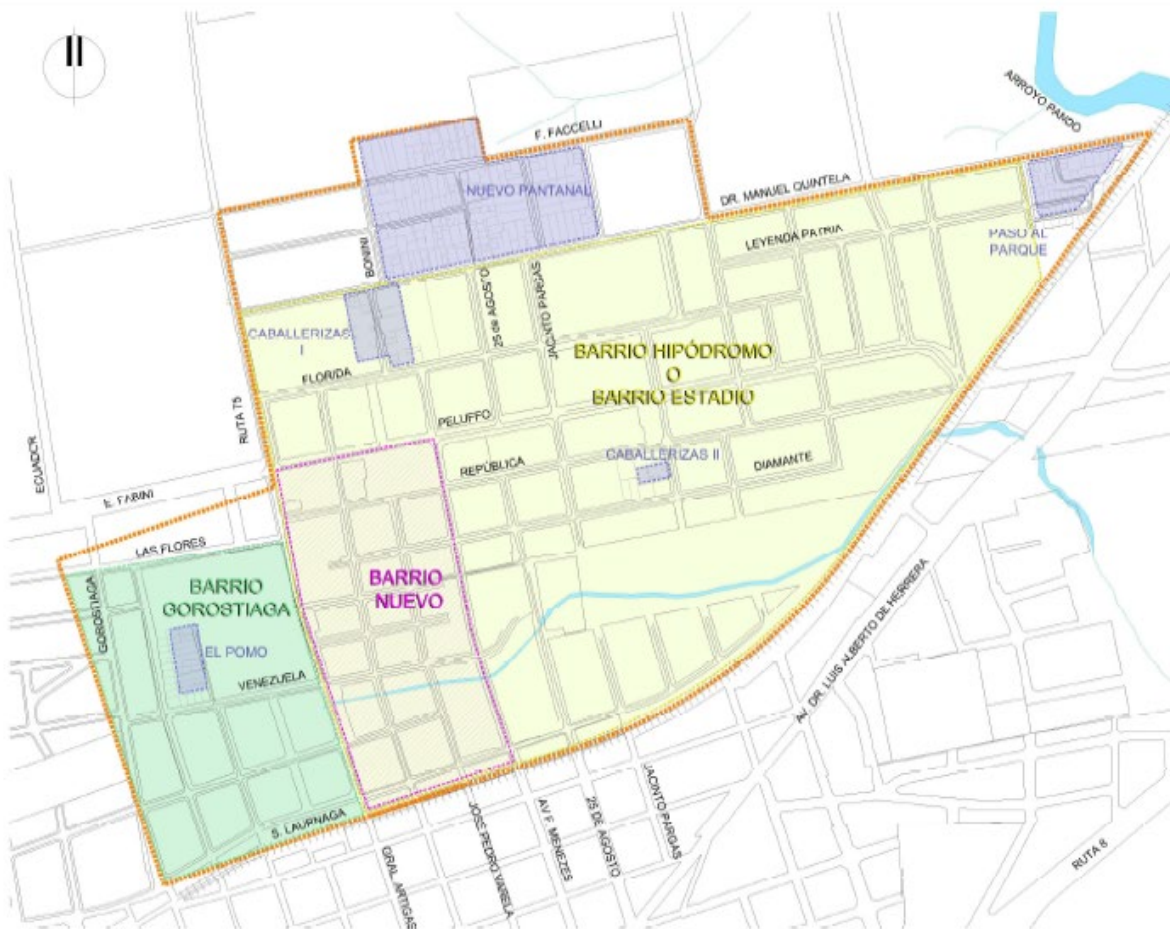 ARROYO PANDO
F. FACCELLI
NUEVO PANTANAL
DR. MANUEL QUINTELA
BONINI
LEYENDA PATRIA
PASO AL
PARQUE
25 de AGOSTO
JACINTO PARGAS
CABALLERIZAS
I
FLORIDA
BARRIO HIPÓDROMO
O
BARRIO ESTADIO
RUTA 75
PELUFFO
ECUADOR
REPÚBLICA
CABALLERIZAS II
DIAMANTE
E. FABINI
LAS FLORES
BARRIO
GOROSTIAGA
BARRIO
NUEVO
GOROSTIAGA
EL POMO
VENEZUELA
AV. DR. LUIS ALBERTO DE HERRERA
S. LAURNAGA
JACINTO PARGAS
25 DE AGOSTO
AV F. MENEZES
JOSE PEDRO VARELA
GRAL. ARTIGAS
RUTA 8